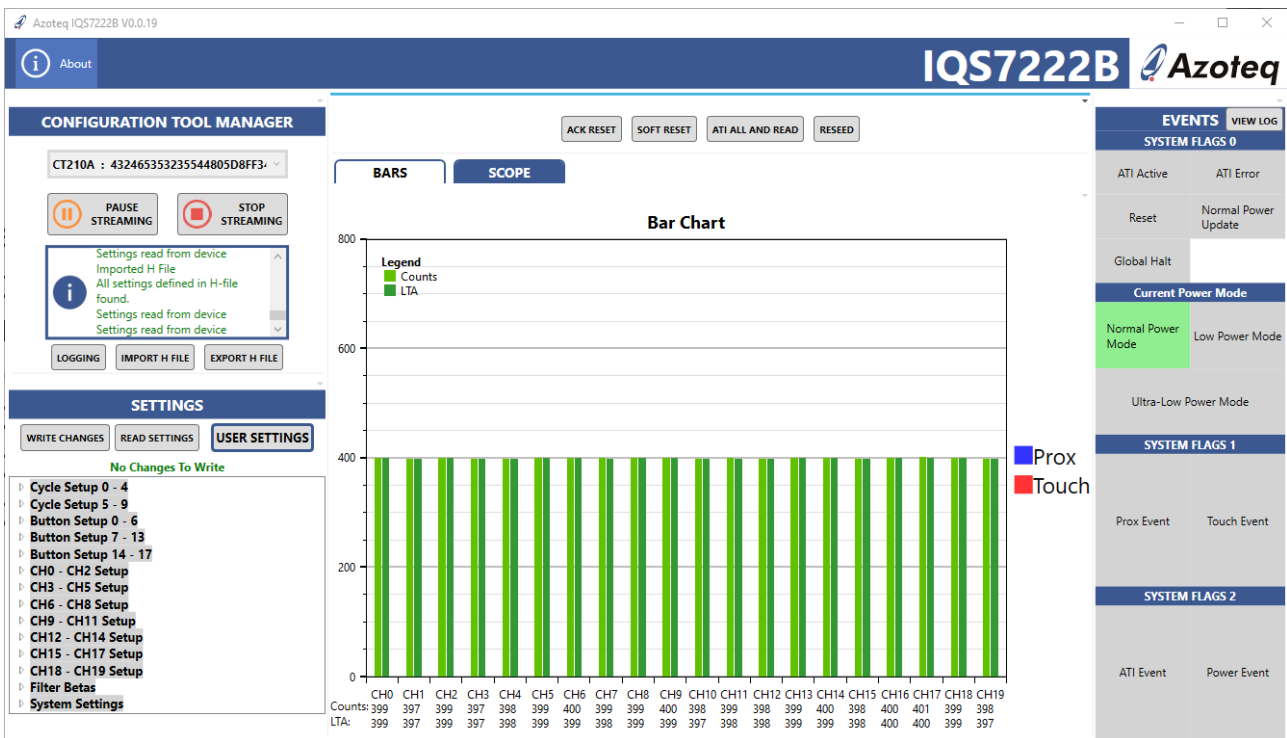 Azoteq IQS7222B V0.0.19
About
IQS7222B
Azoteq
CONFIGURATION TOOL MANAGER
CT210A : 43246535323554 4805D8FF34
PAUSE STREAMING
STOP STREAMING
Settings read from device
Imported H File
All settings defined in H-file
found.
Settings read from device
Settings read from device
LOGGING
IMPORT H FILE
EXPORT H FILE
SETTINGS
WRITE CHANGES
READ SETTINGS
USER SETTINGS
No Changes To Write
Cycle Setup 0 - 4
Cycle Setup 5 - 9
Button Setup 0 - 6
Button Setup 7 - 13
Button Setup 14 - 17
CH0 - CH2 Setup
CH3 - CH5 Setup
CH6 - CH8 Setup
CH9 - CH11 Setup
CH12 - CH14 Setup
CH15 - CH17 Setup
CH18 - CH19 Setup
Filter Betas
System Settings
ACK RESET
SOFT RESET
ATI ALL AND READ
RESEED
BARS
SCOPE
Bar Chart
800
600
400
200
0
Legend
Counts
LTA
CH0 CH1 CH2 CH3 CH4 CH5 CH6 CH7 CH8 CH9 CH10 CH11 CH12 CH13 CH14 CH15 CH16 CH17 CH18 CH19
Counts: 399 397 399 397 398 399 400 399 399 400 398 398 398 399 400 398 400 401 399 398
LTA: 399 397 399 397 398 399 399 399 399 399 397 398 398 399 399 398 400 400 399 397
Prox
Touch
EVENTS
VIEW LOG
SYSTEM FLAGS 0
ATI Active
ATI Error
Reset
Normal Power
Update
Global Halt
Current Power Mode
Normal Power
Mode
Low Power Mode
Ultra-Low Power Mode
SYSTEM FLAGS 1
Prox Event
Touch Event
SYSTEM FLAGS 2
ATI Event
Power Event